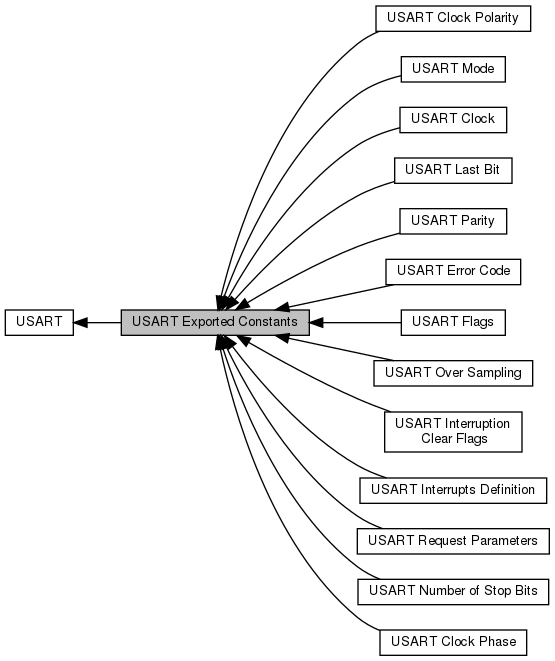 USART Clock Polarity
USART Mode
USART Clock
USART Last Bit
USART Parity
USART Error Code
USART
USART Exported Constants
USART Flags
USART Over Sampling
USART Interruption
Clear Flags
USART Interrupts Definition
USART Request Parameters
USART Number of Stop Bits
USART Clock Phase